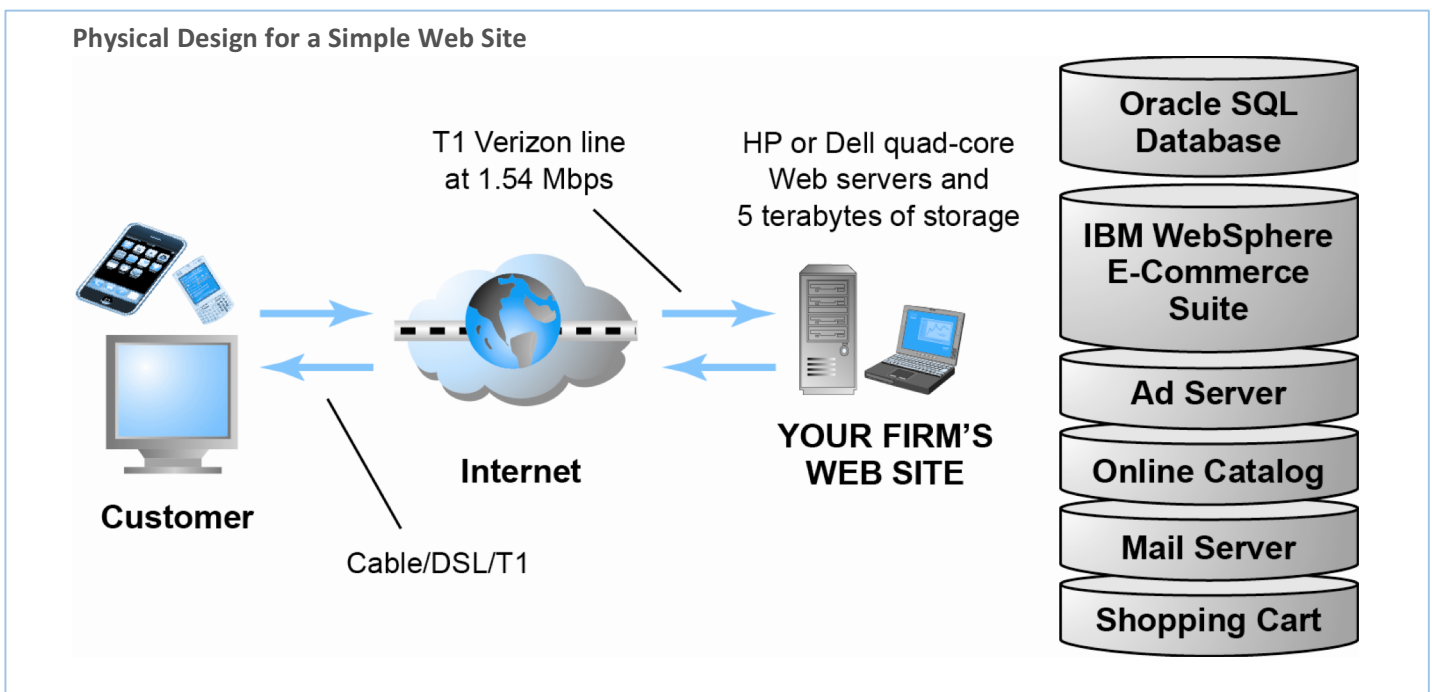 Physical Design for a Simple Web Site
T1 Verizon line
at 1.54 Mbps
HP or Dell quad-core
Web servers and
5 terabytes of storage
Customer
Cable/DSL/T1
Internet
YOUR FIRM'S
WEB SITE
Oracle SQL
Database
IBM WebSphere
E-Commerce
Suite
Ad Server
Online Catalog
Mail Server
Shopping Cart